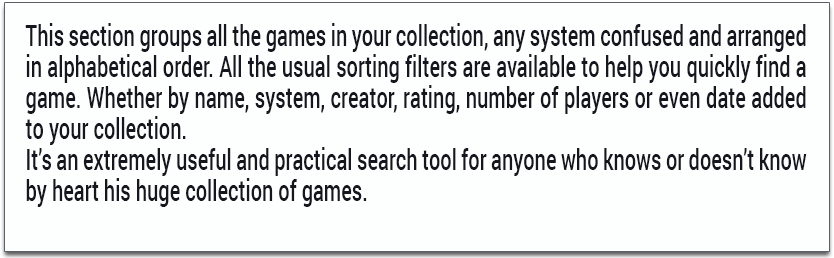 This section groups all the games in your collection, any system confused and arranged
in alphabetical order. All the usual sorting filters are available to help you quickly find a
game. Whether by name, system, creator, rating, number of players or even date added
to your collection.
It’s an extremely useful and practical search tool for anyone who knows or doesn’t know
by heart his huge collection of games.